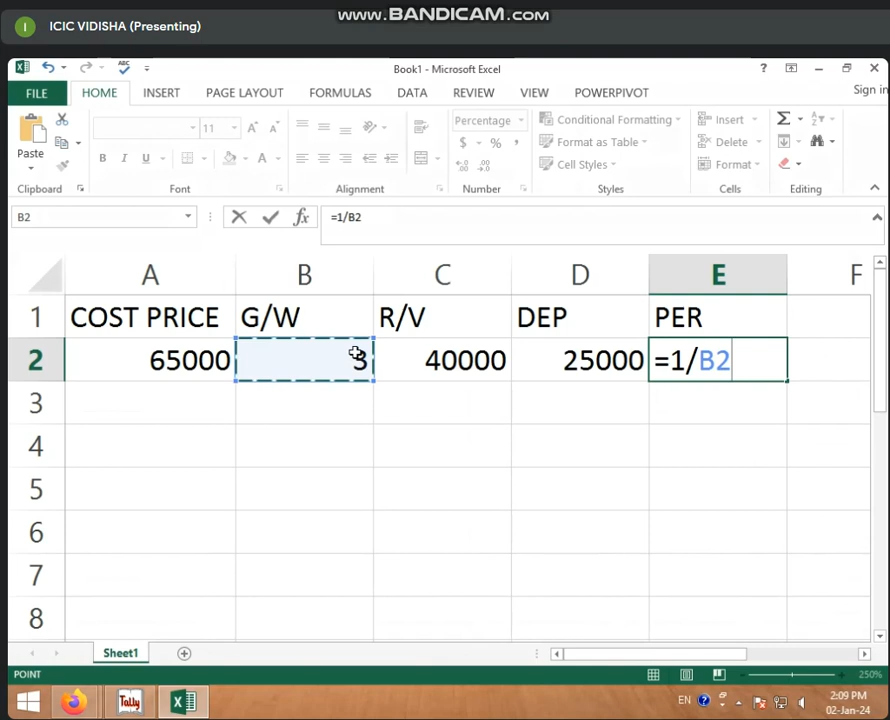 www.BANDICAM.com
I ICIC VIDISHA (Presenting)
Book1 - Microsoft Excel
FILE HOME INSERT PAGE LAYOUT FORMULAS DATA REVIEW VIEW POWERPIVOT Sign in
11 Percentage Conditional Formatting Insert
Paste B I U $ % , Format as Table Delete
Cell Styles Format
Clipboard Font Alignment Number Styles Cells Editing
B2 fx =1/B2
A B C D E F
1 COST PRICE G/W R/V DEP PER
2 65000 3 40000 25000 =1/B2
3
4
5
6
7
8
Sheet1
POINT 250%
Tally EN 2:09 PM
02-Jan-24